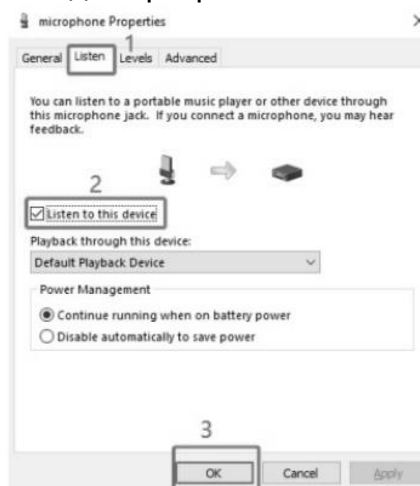 microphone Properties
1
General Listen Levels Advanced
You can listen to a portable music player or other device through
this microphone jack. If you connect a microphone, you may hear
feedback.
2
Listen to this device
Playback through this device:
Default Playback Device
Power Management
Continue running when on battery power
Disable automatically to save power
3
OK Cancel Apply